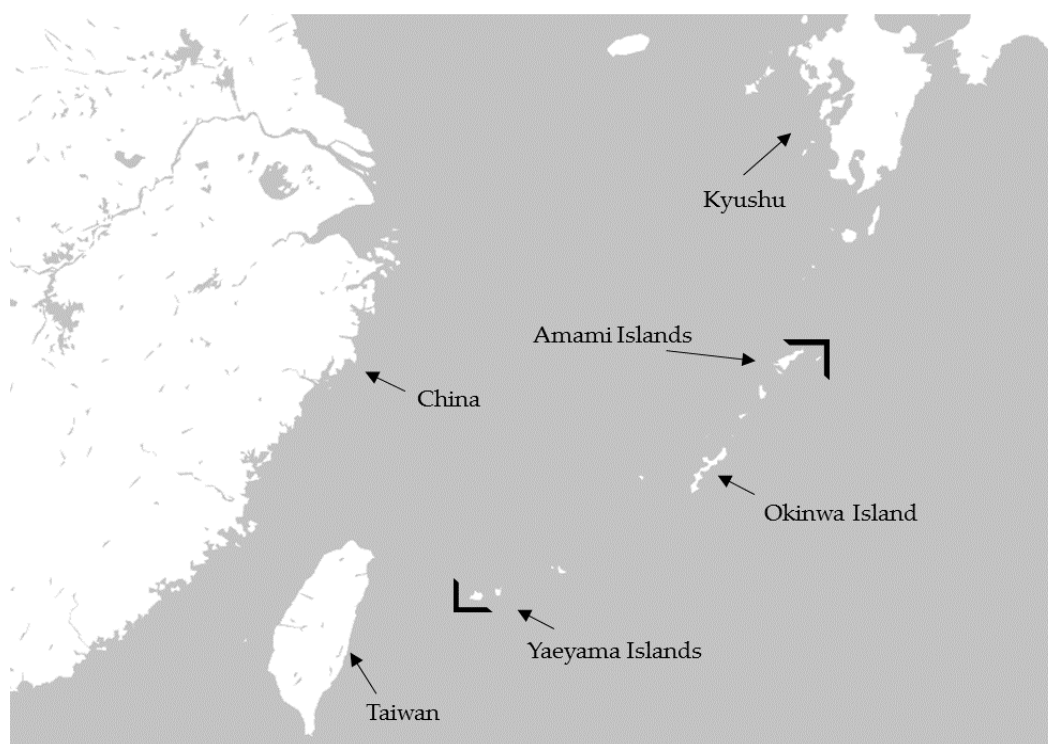 Kyushu
Amami Islands
China
Okinwa Island
Yaeyama Islands
Taiwan